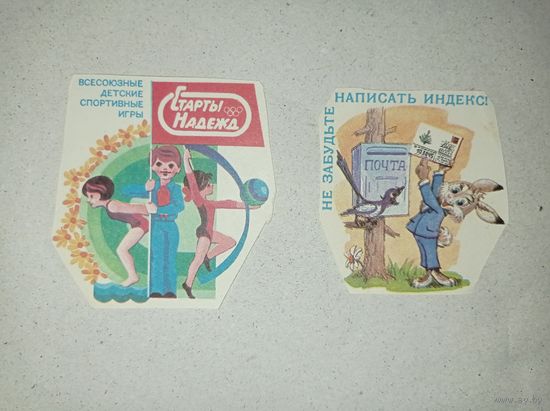 ВСЕСОЮЗНЫЕ
ДЕТСКИЕ
СПОРТИВНЫЕ
ИГРЫ
СТАРТЫ
НАДЕЖД
НЕ ЗАБУДЬТЕ
НАПИСАТЬ ИНДЕКС!
ПОЧТА